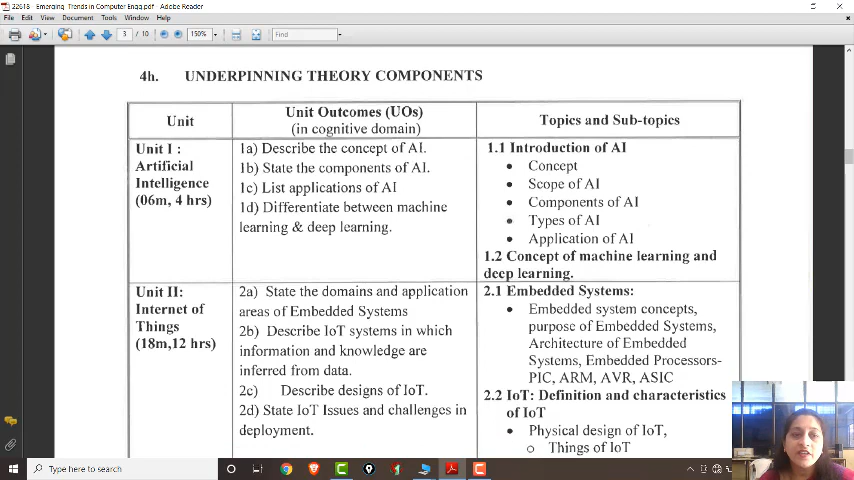 22618 - Emerging Trends in Computer Engg.pdf - Adobe Reader
File Edit View Document Tools Window Help
3 / 10 150% Find
4h. UNDERPINNING THEORY COMPONENTS
Unit
Unit Outcomes (UOs)
(in cognitive domain)
Topics and Sub-topics
Unit I :
Artificial
Intelligence
(06m, 4 hrs)
1a) Describe the concept of AI.
1b) State the components of AI.
1c) List applications of AI
1d) Differentiate between machine
learning & deep learning.
1.1 Introduction of AI
• Concept
• Scope of AI
• Components of AI
• Types of AI
• Application of AI
1.2 Concept of machine learning and
deep learning.
Unit II:
Internet of
Things
(18m,12 hrs)
2a) State the domains and application
areas of Embedded Systems
2b) Describe IoT systems in which
information and knowledge are
inferred from data.
2c) Describe designs of IoT.
2d) State IoT Issues and challenges in
deployment.
2.1 Embedded Systems:
• Embedded system concepts,
purpose of Embedded Systems,
Architecture of Embedded
Systems, Embedded Processors-
PIC, ARM, AVR, ASIC
2.2 IoT: Definition and characteristics
of IoT
• Physical design of IoT,
o Things of IoT
Type here to search